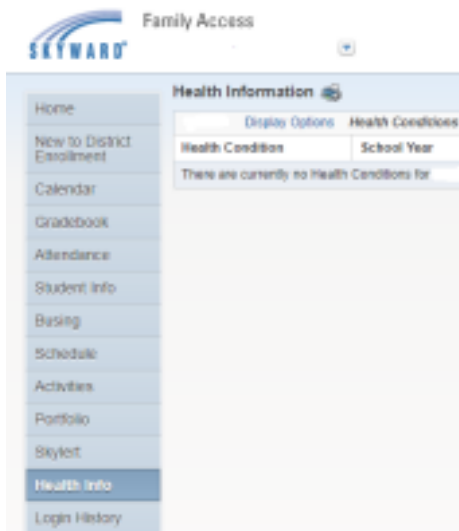 Family Access
SKYWARD
Health Information
Display Options Health Conditions
Health Condition School Year
There are currently no Health Conditions for
Home
New to District
Enrollment
Calendar
Gradebook
Attendance
Student Info
Busing
Schedule
Activities
Portfolio
Skylert
Health Info
Login History